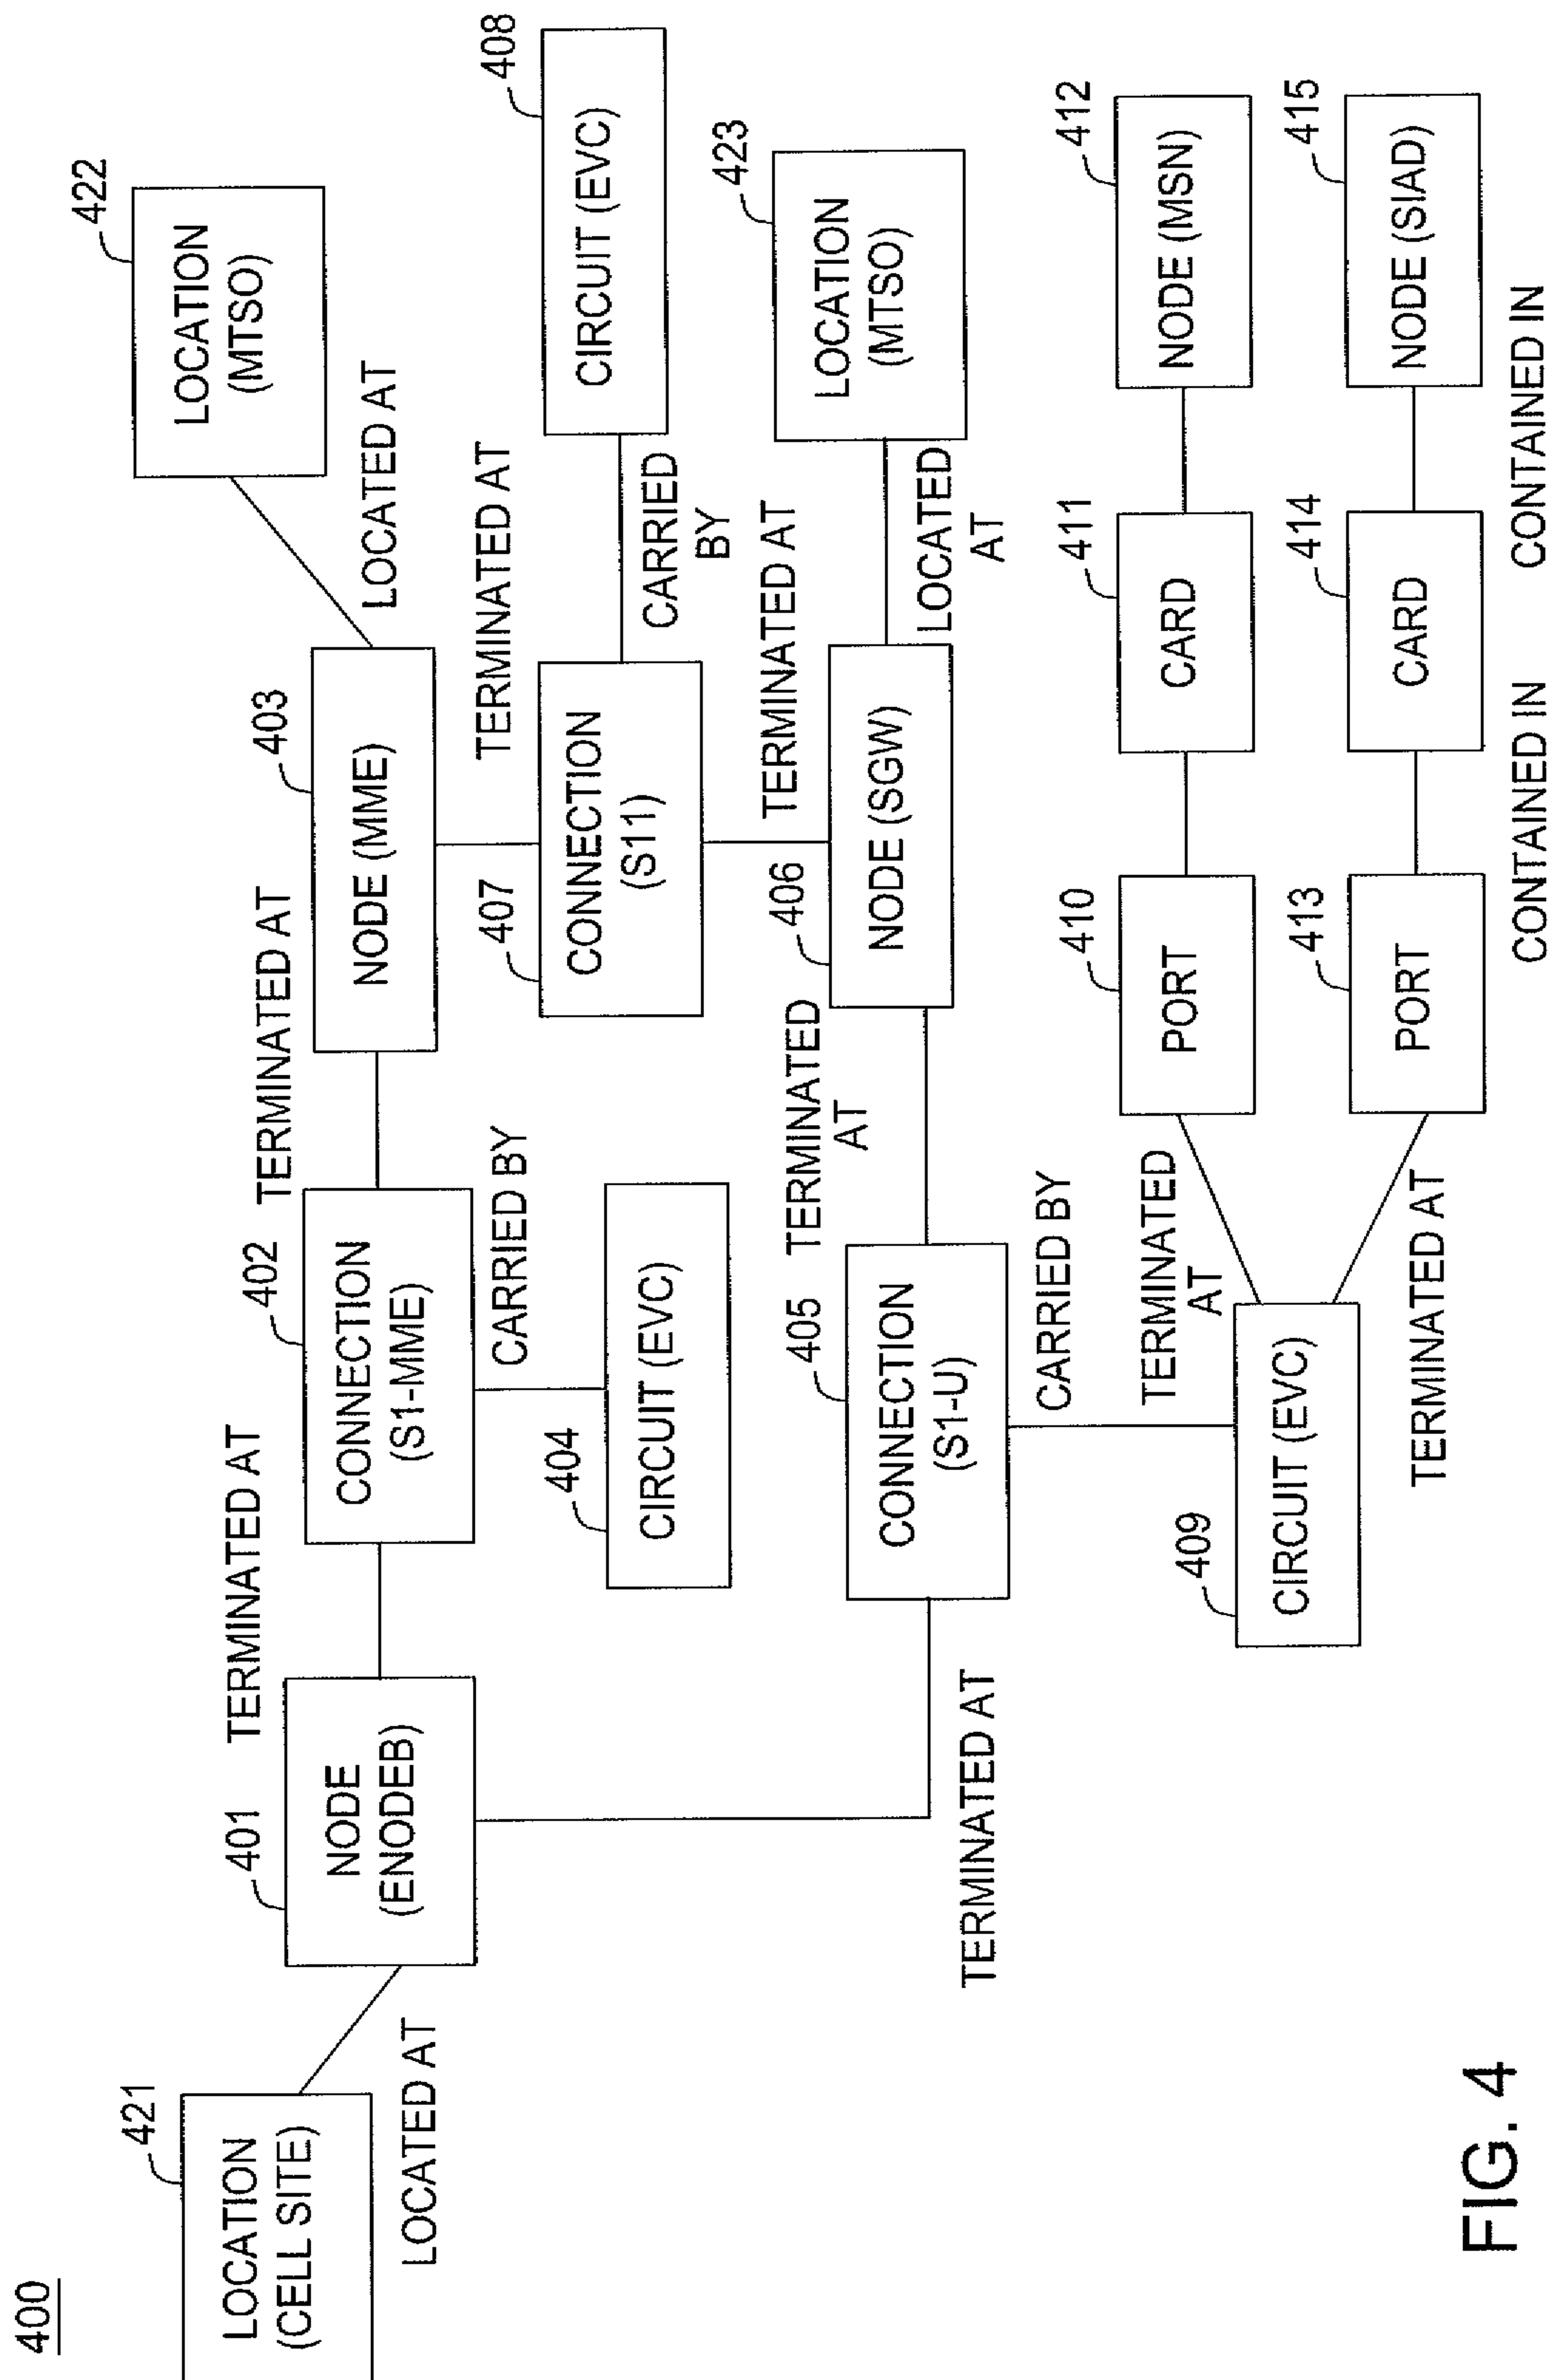 400
421
LOCATION
(CELL SITE)
LOCATED AT
401
NODE
(ENODEB)
TERMINATED AT
402
CONNECTION
(S1-MME)
TERMINATED AT
403
NODE (MME)
LOCATED AT
422
LOCATION
(MTSO)
CARRIED BY
404
CIRCUIT (EVC)
TERMINATED AT
407
CONNECTION
(S11)
CARRIED
BY
408
CIRCUIT (EVC)
TERMINATED AT
406
NODE (SGW)
LOCATED
AT
423
LOCATION
(MTSO)
TERMINATED AT
405
CONNECTION
(S1-U)
TERMINATED
AT
CARRIED BY
409
CIRCUIT (EVC)
TERMINATED
AT
410
PORT
411
CARD
412
NODE (MSN)
TERMINATED AT
413
PORT
414
CARD
415
NODE (SIAD)
CONTAINED IN
CONTAINED IN
FIG. 4